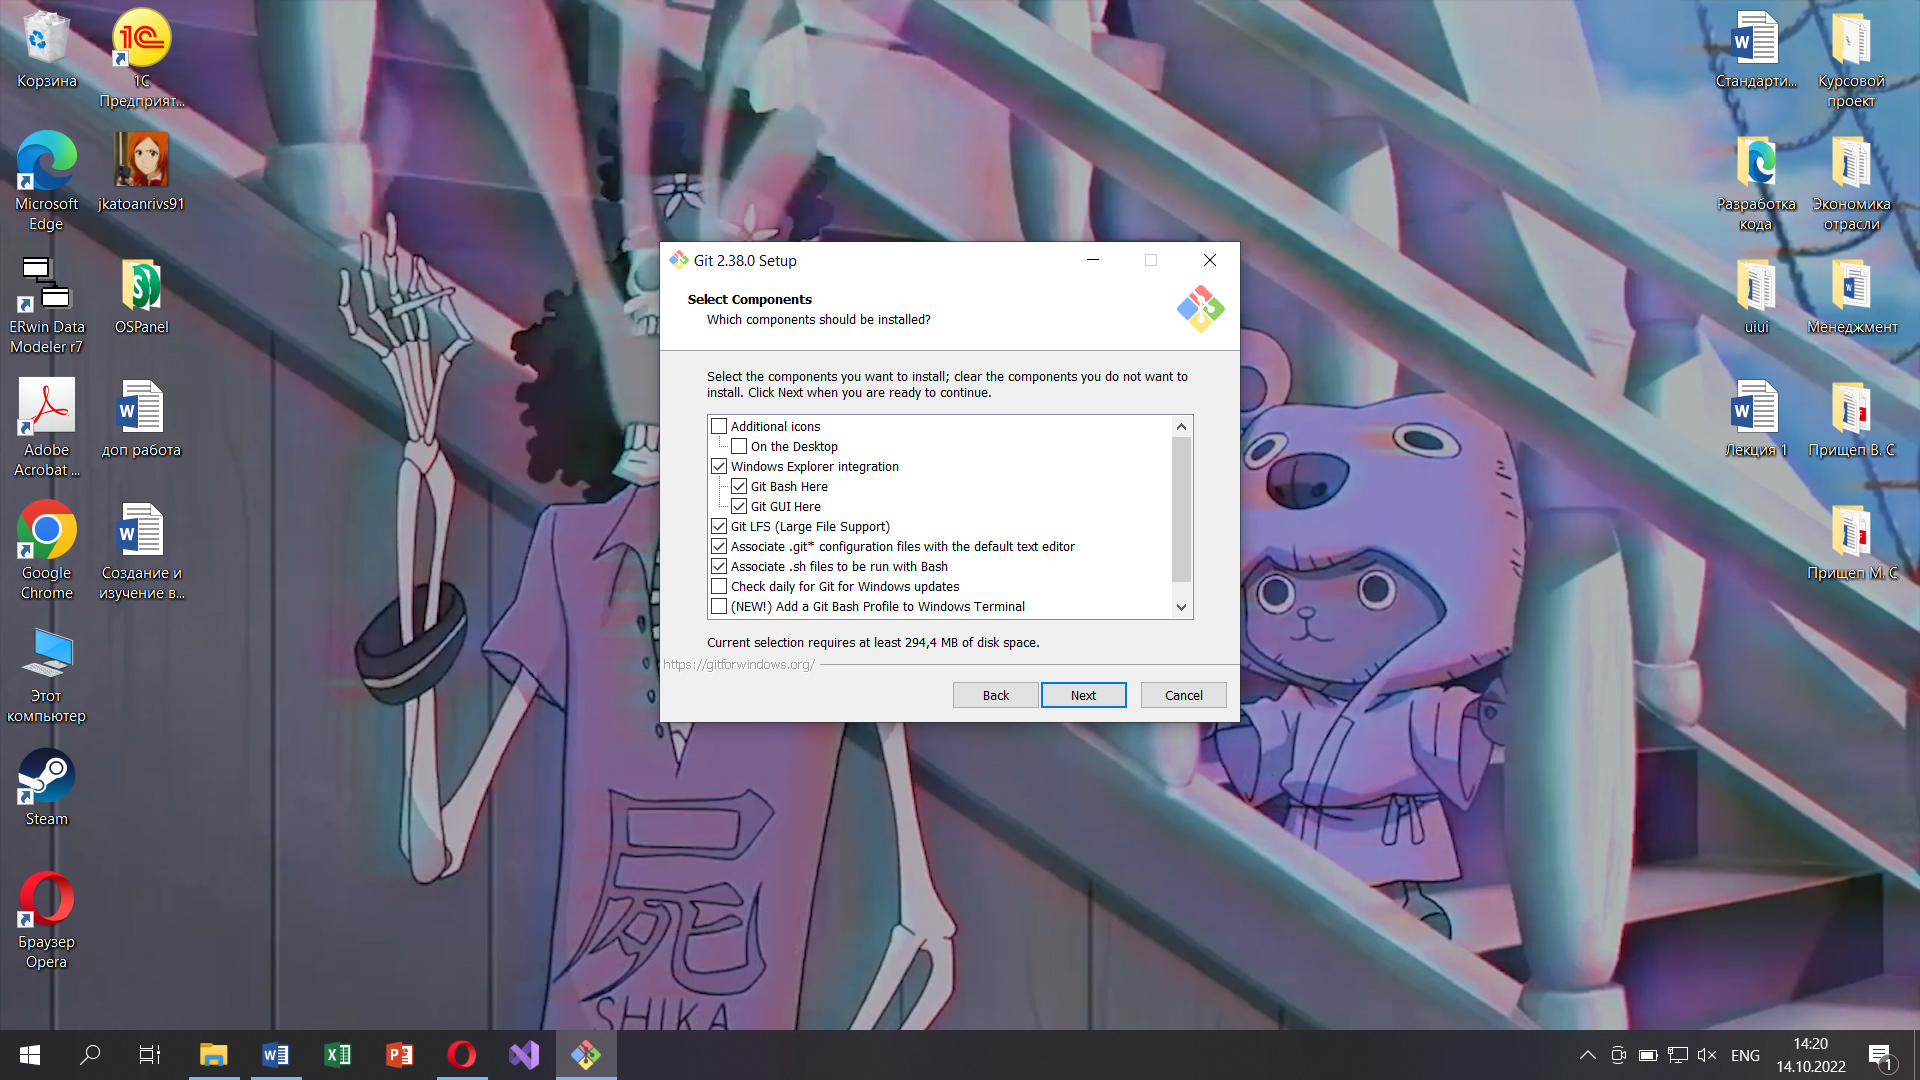 Корзина
1C
Предприят...
Microsoft
Edge
jkatoanrivs91
ERwin Data
Modeler r7
OSPanel
Adobe
Acrobat ...
доп работа
Google
Chrome
Создание и
изучение в...
Этот
компьютер
Steam
Браузер
Opera
Git 2.38.0 Setup
Select Components
Which components should be installed?
Select the components you want to install; clear the components you do not want to
install. Click Next when you are ready to continue.
Additional icons
On the Desktop
Windows Explorer integration
Git Bash Here
Git GUI Here
Git LFS (Large File Support)
Associate .git* configuration files with the default text editor
Associate .sh files to be run with Bash
Check daily for Git for Windows updates
(NEW!) Add a Git Bash Profile to Windows Terminal
Current selection requires at least 294,4 MB of disk space.
https://gitforwindows.org/
Back
Next
Cancel
屍
SHIKA
Стандарти...
Курсовой
проект
Разработка
кода
Экономика
отрасли
uiui
Менеджмент
Лекция 1
Прищеп В. С
Прищеп М. С
ENG
14:20
14.10.2022
1